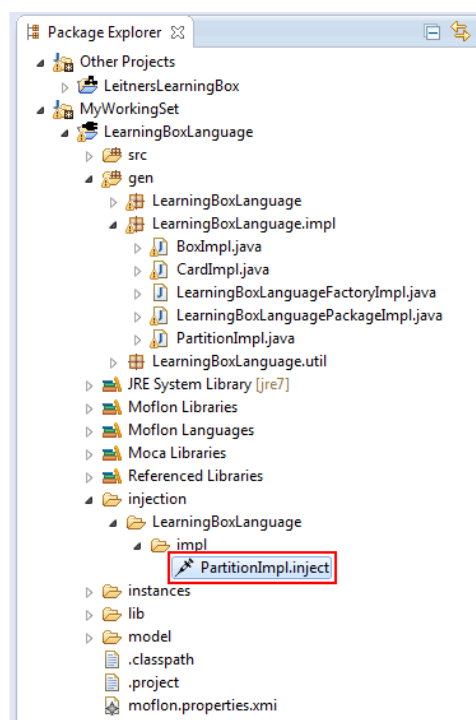 Package Explorer
Other Projects
LeitnersLearningBox
MyWorkingSet
LearningBoxLanguage
src
gen
LearningBoxLanguage
LearningBoxLanguage.impl
BoxImpl.java
CardImpl.java
LearningBoxLanguageFactoryImpl.java
LearningBoxLanguagePackageImpl.java
PartitionImpl.java
LearningBoxLanguage.util
JRE System Library [jre7]
Moflon Libraries
Moflon Languages
Moca Libraries
Referenced Libraries
injection
LearningBoxLanguage
impl
PartitionImpl.inject
instances
lib
model
.classpath
.project
moflon.properties.xmi